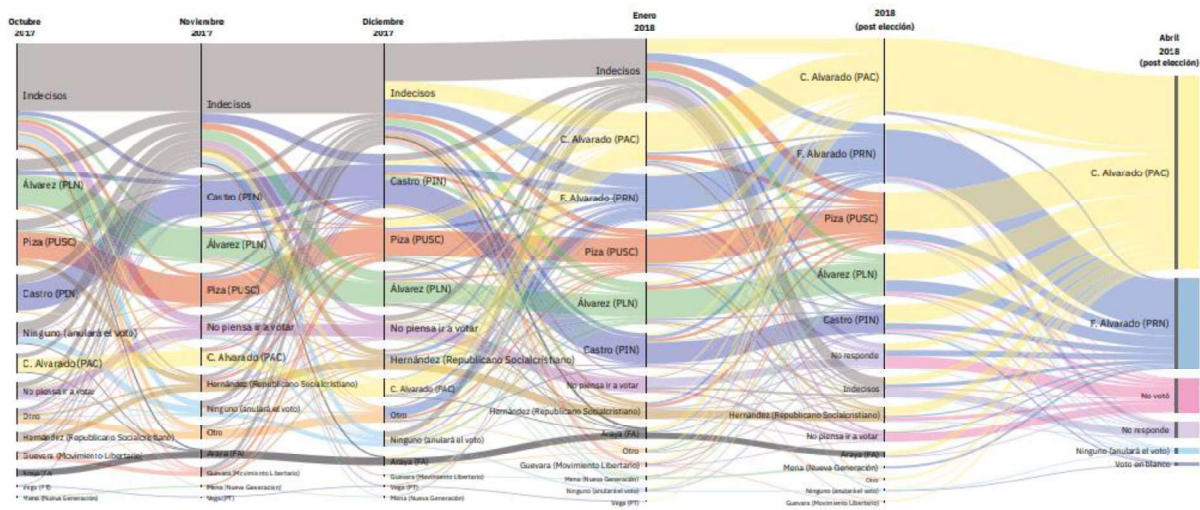 Octubre
2017
Noviembre
2017
Diciembre
2017
Enero
2018
2018
(post elección)
Abril
2018
(post elección)
Indecisos
Álvarez (PLN)
Piza (PUSC)
Castro (PIN)
Ninguno (anulará el voto)
C. Alvarado (PAC)
No piensa ir a votar
Otro
Hernández (Republicano Socialcristiano)
Guevara (Movimiento Libertario)
Araya (FA)
Vega (PT)
Mena (Nueva Generación)
Indecisos
Castro (PIN)
Álvarez (PLN)
Piza (PUSC)
No piensa ir a votar
C. Alvarado (PAC)
Hernández (Republicano Socialcristiano)
Ninguno (anulará el voto)
Otro
Araya (FA)
Guevara (Movimiento Libertario)
Mena (Nueva Generación)
Vega (PT)
Indecisos
Castro (PIN)
Piza (PUSC)
Álvarez (PLN)
No piensa ir a votar
Hernández (Republicano Socialcristiano)
C. Alvarado (PAC)
Otro
Ninguno (anulará el voto)
Araya (FA)
Guevara (Movimiento Libertario)
Vega (PT)
Mena (Nueva Generación)
Indecisos
C. Alvarado (PAC)
F. Alvarado (PRN)
Piza (PUSC)
Álvarez (PLN)
Castro (PIN)
No piensa ir a votar
Hernández (Republicano Socialcristiano)
Araya (FA)
Otro
Guevara (Movimiento Libertario)
Mena (Nueva Generación)
Ninguno (anulará el voto)
Vega (PT)
C. Alvarado (PAC)
F. Alvarado (PRN)
Piza (PUSC)
Álvarez (PLN)
Castro (PIN)
No responde
Indecisos
Hernández (Republicano Socialcristiano)
No piensa ir a votar
Araya (FA)
Mena (Nueva Generación)
Otro
Ninguno (anulará el voto)
Guevara (Movimiento Libertario)
C. Alvarado (PAC)
F. Alvarado (PRN)
No votó
No responde
Ninguno (anulará el voto)
Voto en blanco